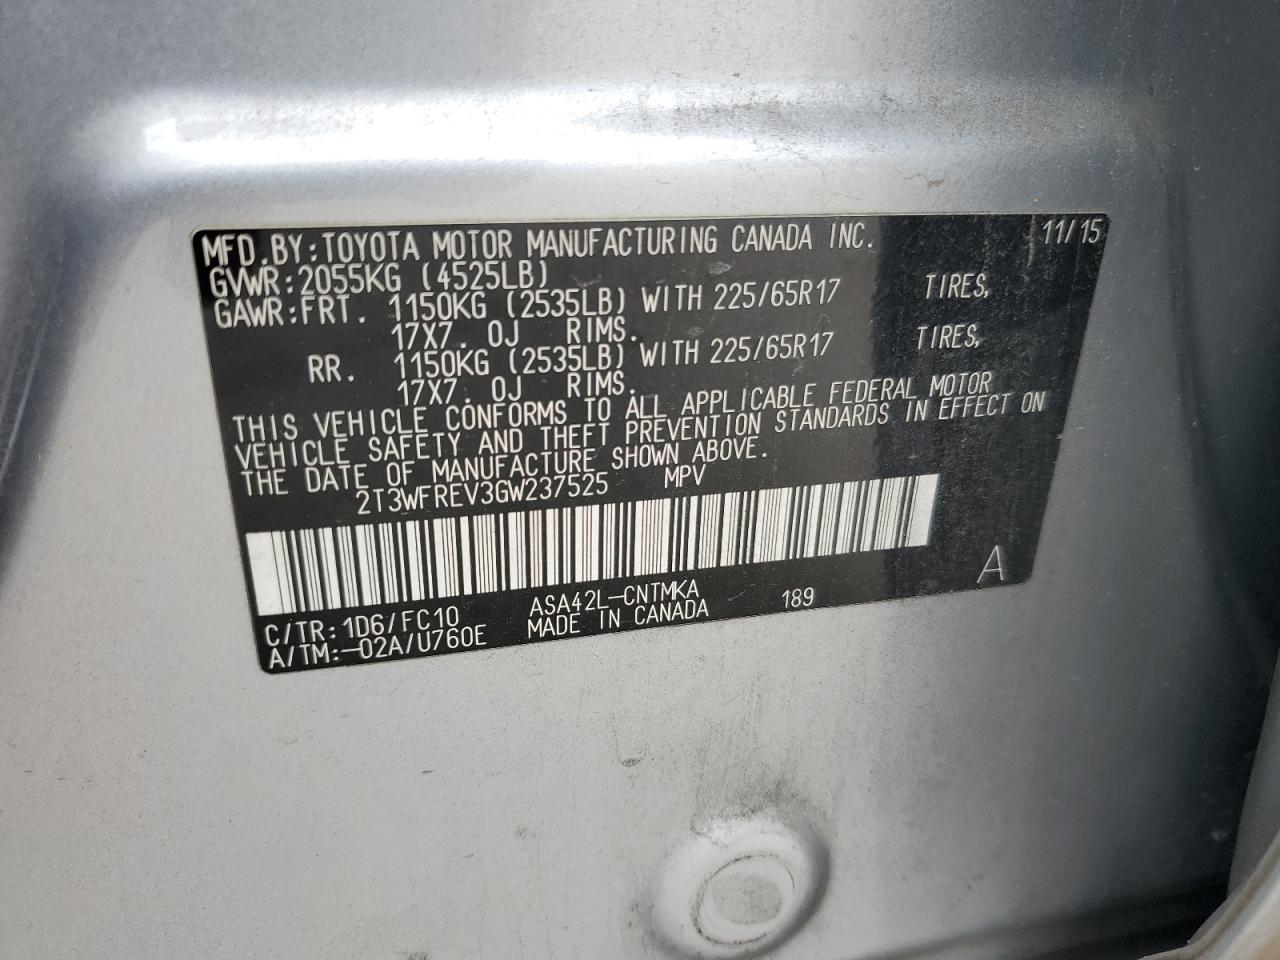 MFD.BY:TOYOTA MOTOR MANUFACTURING CANADA INC. 11/15
GVWR:2055KG (4525LB)
GAWR:FRT. 1150KG (2535LB) WITH 225/65R17 TIRES,
17X7.0J RIMS.
RR. 1150KG (2535LB) WITH 225/65R17 TIRES,
17X7.0J RIMS.
THIS VEHICLE CONFORMS TO ALL APPLICABLE FEDERAL MOTOR
VEHICLE SAFETY AND THEFT PREVENTION STANDARDS IN EFFECT ON
THE DATE OF MANUFACTURE SHOWN ABOVE.
2T3WFREV3GW237525 MPV
A
C/TR:1D6/FC10 ASA42L-CNTMKA 189
A/TM:-02A/U760E MADE IN CANADA